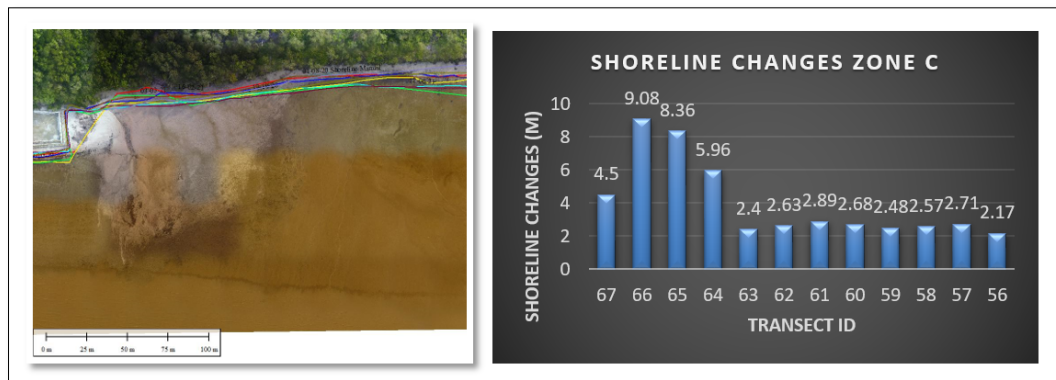 0 m 25 m 50 m 75 m 100 m
SHORELINE CHANGES ZONE C
SHORELINE CHANGES (M)
10
8
6
4
2
0
4.5 9.08 8.36 5.96 2.4 2.63 2.89 2.68 2.48 2.57 2.71 2.17
67 66 65 64 63 62 61 60 59 58 57 56
TRANSECT ID